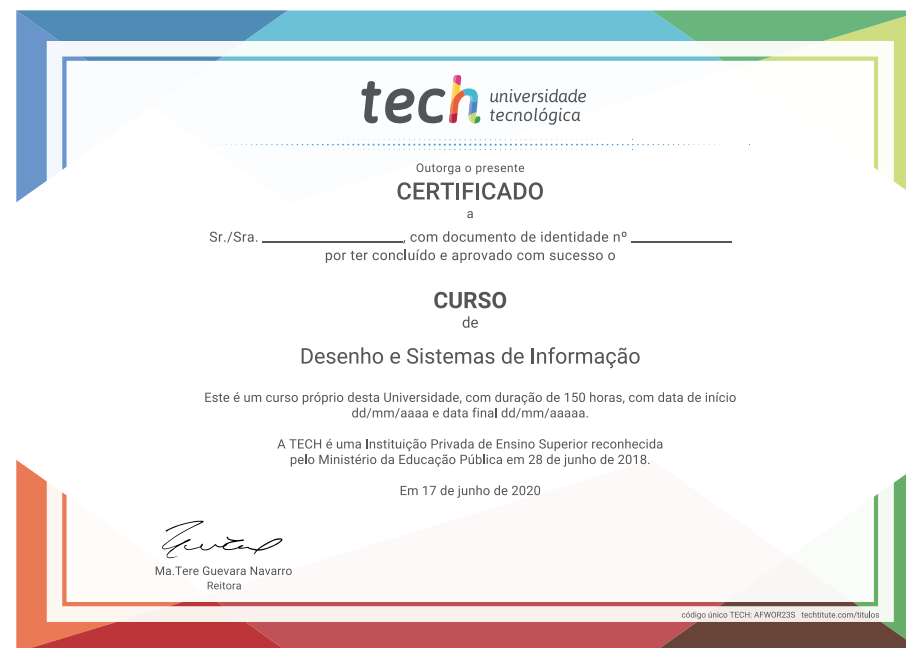 tech universidade
tecnológica
Outorga o presente
CERTIFICADO
a
Sr./Sra. ________________, com documento de identidade nº ____________
por ter concluído e aprovado com sucesso o
CURSO
de
Desenho e Sistemas de Informação
Este é um curso próprio desta Universidade, com duração de 150 horas, com data de início
dd/mm/aaaa e data final dd/mm/aaaaa.
A TECH é uma Instituição Privada de Ensino Superior reconhecida
pelo Ministério da Educação Pública em 28 de junho de 2018.
Em 17 de junho de 2020
Ma.Tere Guevara Navarro
Reitora
código único TECH: AFWOR23S techtitute.com/titulos